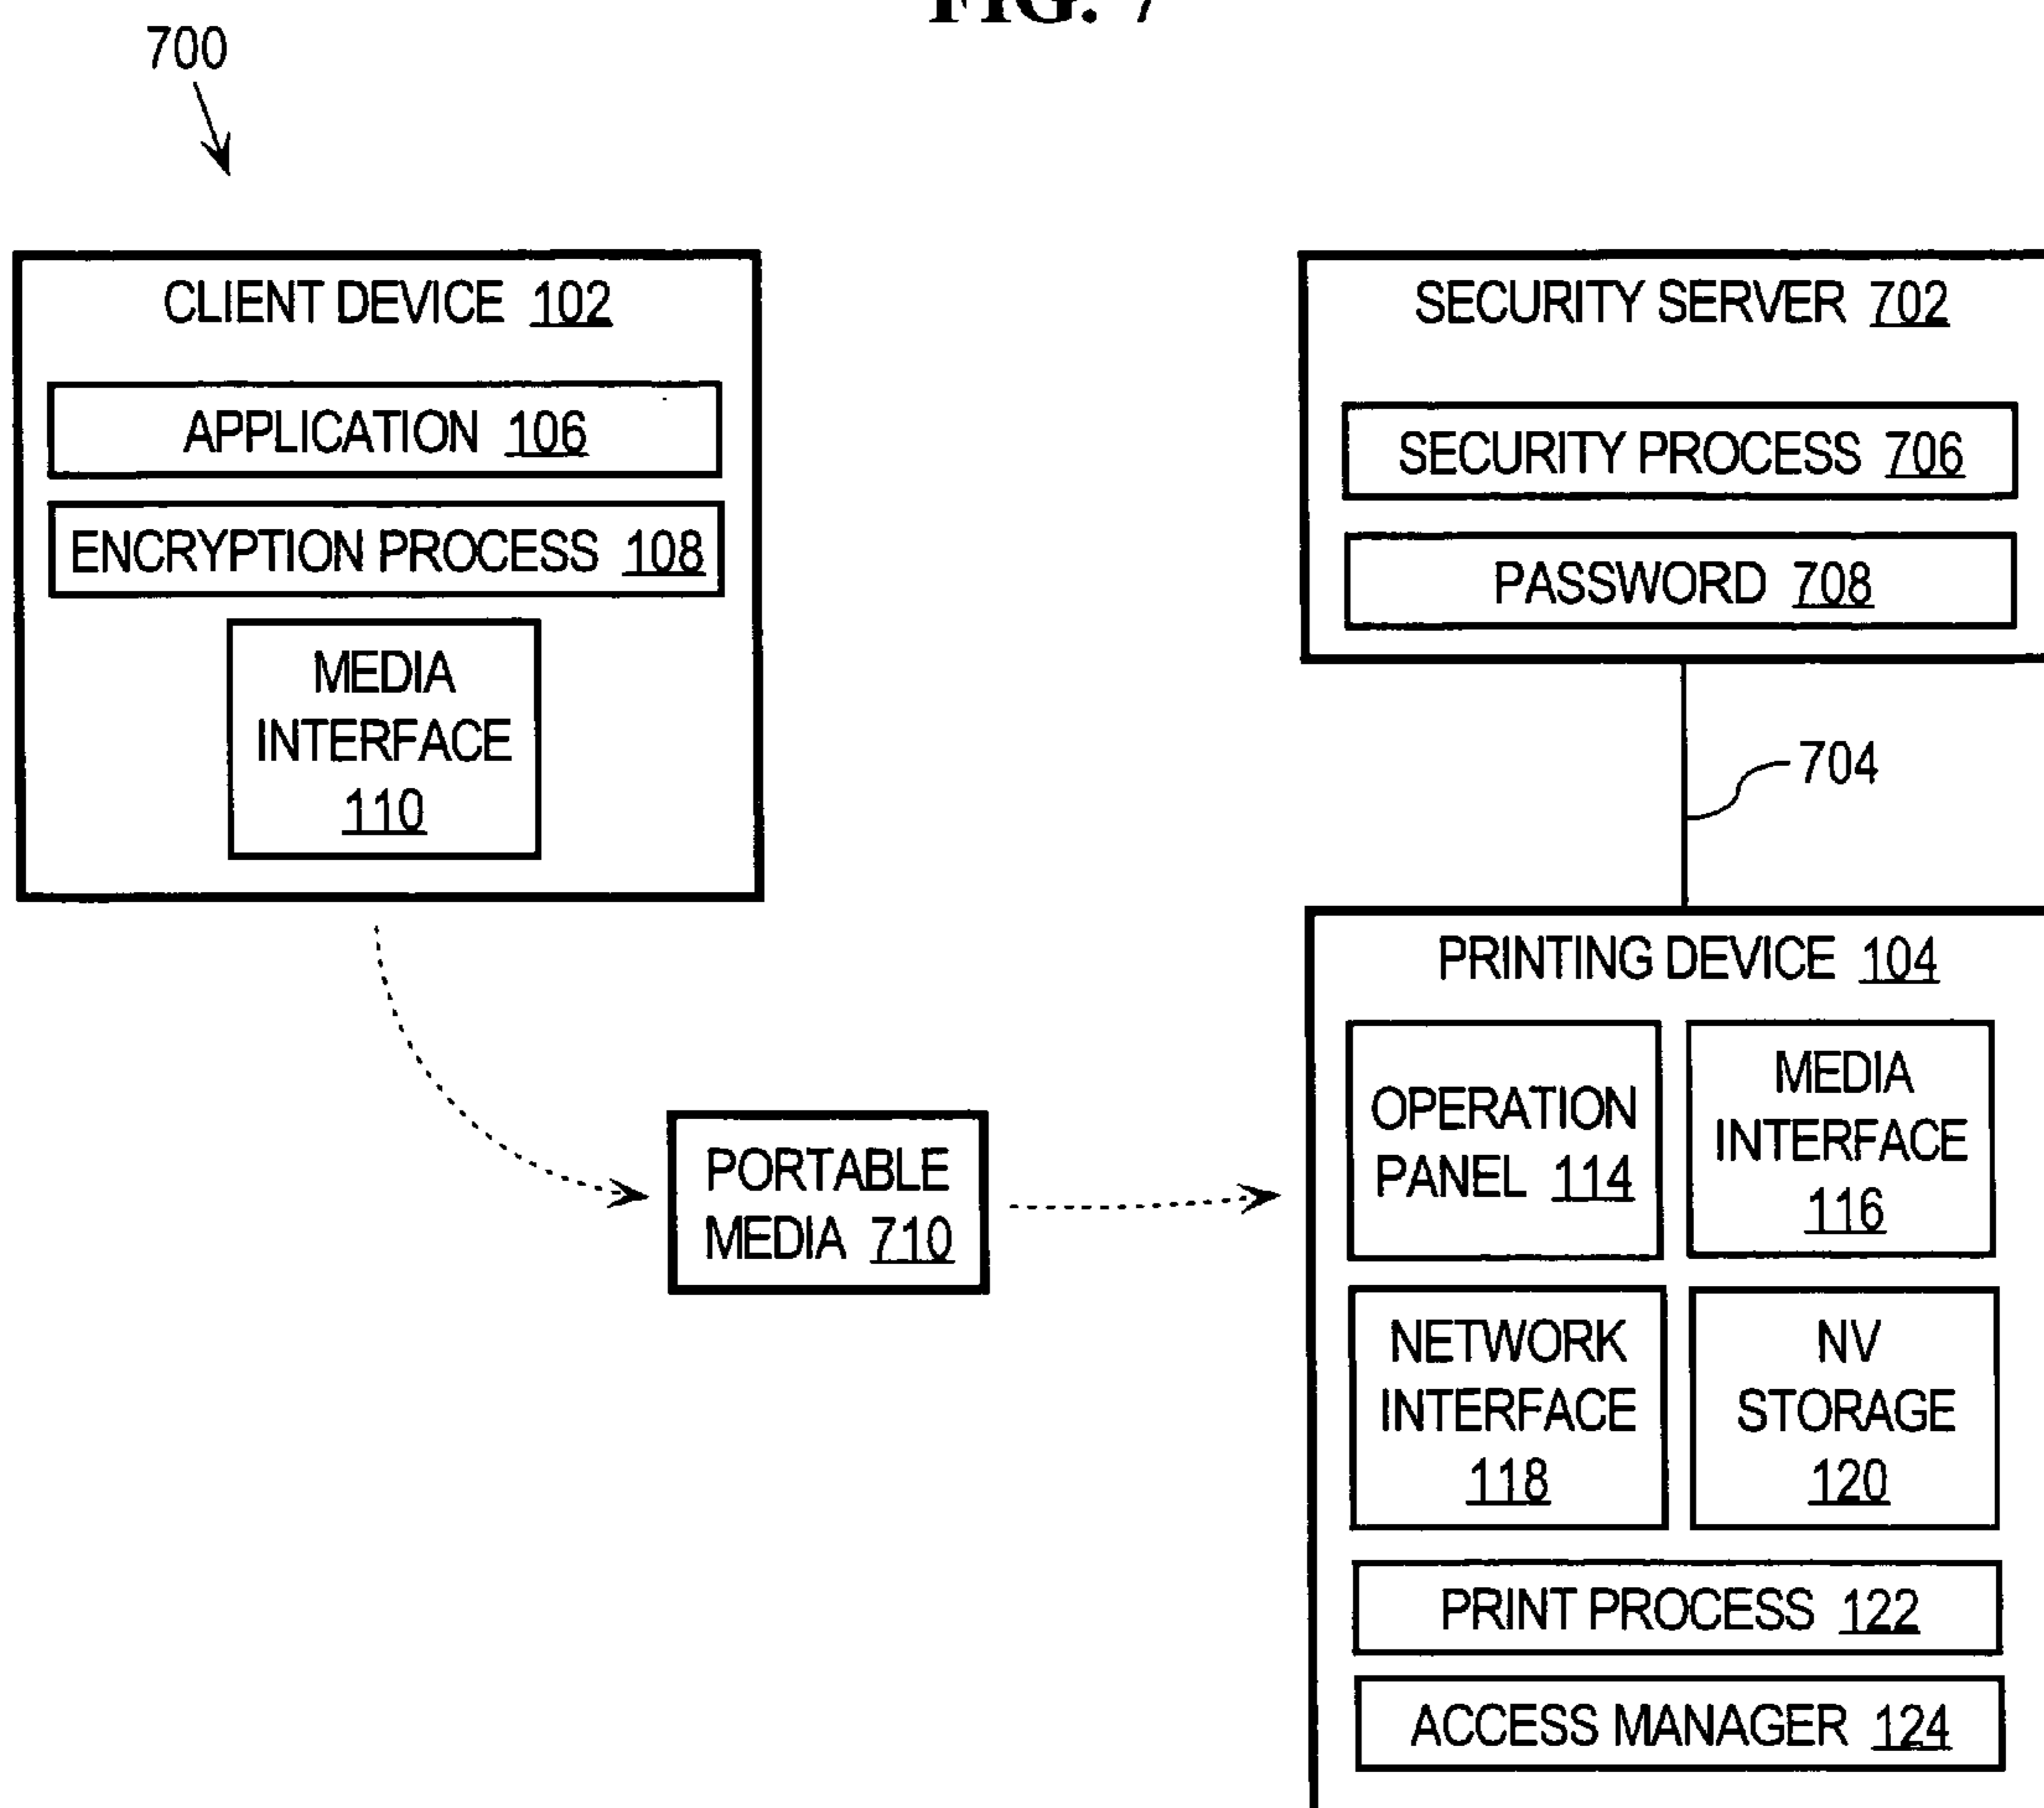 FIG. 7
700
CLIENT DEVICE 102
APPLICATION 106
ENCRYPTION PROCESS 108
MEDIA
INTERFACE
110
SECURITY SERVER 702
SECURITY PROCESS 706
PASSWORD 708
704
PORTABLE
MEDIA 710
PRINTING DEVICE 104
OPERATION
PANEL 114
MEDIA
INTERFACE
116
NETWORK
INTERFACE
118
NV
STORAGE
120
PRINT PROCESS 122
ACCESS MANAGER 124